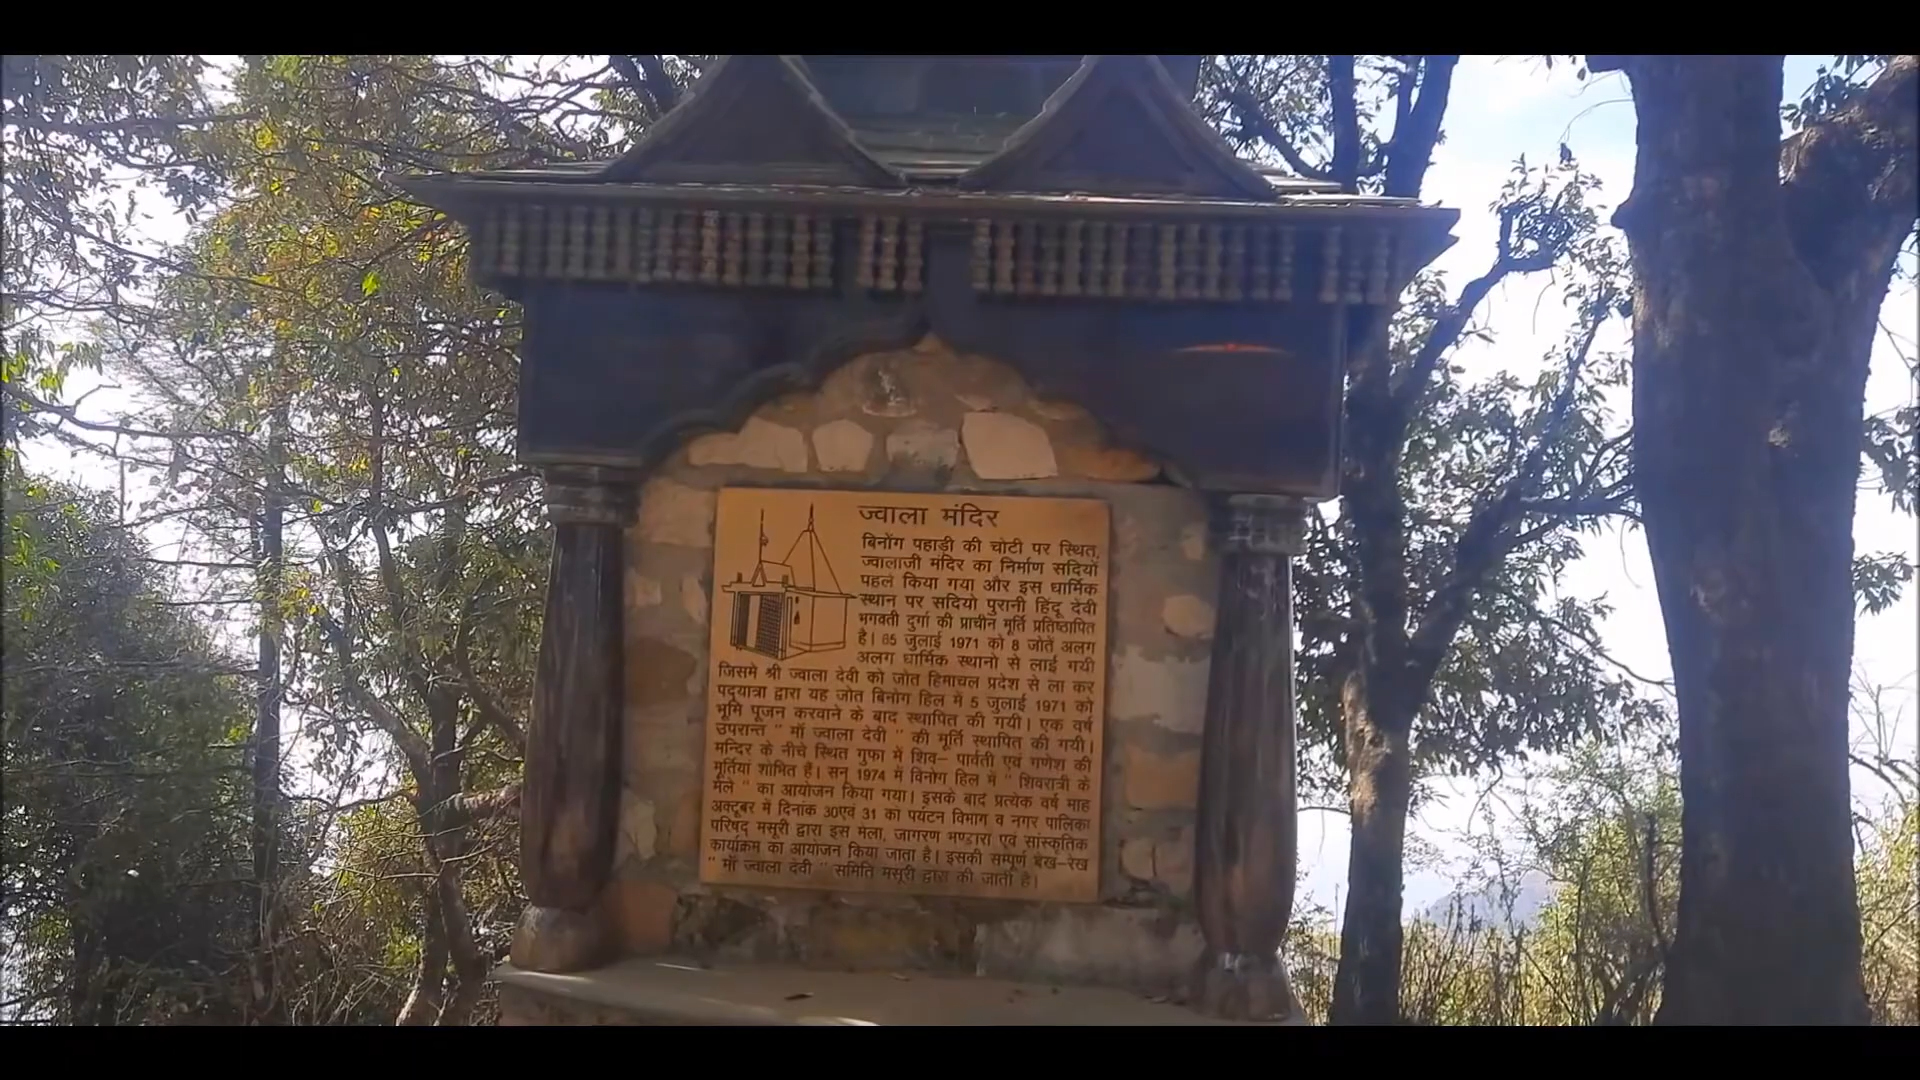 ज्वाला मंदिर
बिनोंग पहाड़ी की चोटी पर स्थित,
ज्वालाजी मंदिर का निर्माण सदियों
पहले किया गया और इस धार्मिक
स्थान पर सदियो पुरानी हिंदू देवी
भगवती दुर्गा की प्राचीन मूर्ति प्रतिष्ठापित
है। 65 जुलाई 1971 को 8 जोतें अलग
अलग धार्मिक स्थानो से लाई गयी
जिसमे श्री ज्वाला देवी को जोत हिमाचल प्रदेश से ला कर
पद्यात्रा द्वारा यह जोत बिनोग हिल में 5 जुलाई 1971 को
भूमि पूजन करवाने के बाद स्थापित की गयी। एक वर्ष
उपरान्त " माँ ज्वाला देवी " की मूर्ति स्थापित की गयी।
मन्दिर के नीचे स्थित गुफा में शिव– पार्वती एवं गणेश की
मूर्तियां शोभित हैं। सन् 1974 में विनोग हिल में " शिवरात्री के
मेले " का आयोजन किया गया। इसके बाद प्रत्येक वर्ष माह
अक्टूबर में दिनांक 30एवं 31 को पर्यटन विभाग व नगर पालिका
परिषद् मसूरी द्वारा इस मेला, जागरण भण्डारा एवं सांस्कृतिक
कार्यक्रम का आयोजन किया जाता है। इसकी सम्पूर्ण देख–रेख
" माँ ज्वाला देवी " समिति मसूरी द्वारा की जाती है।